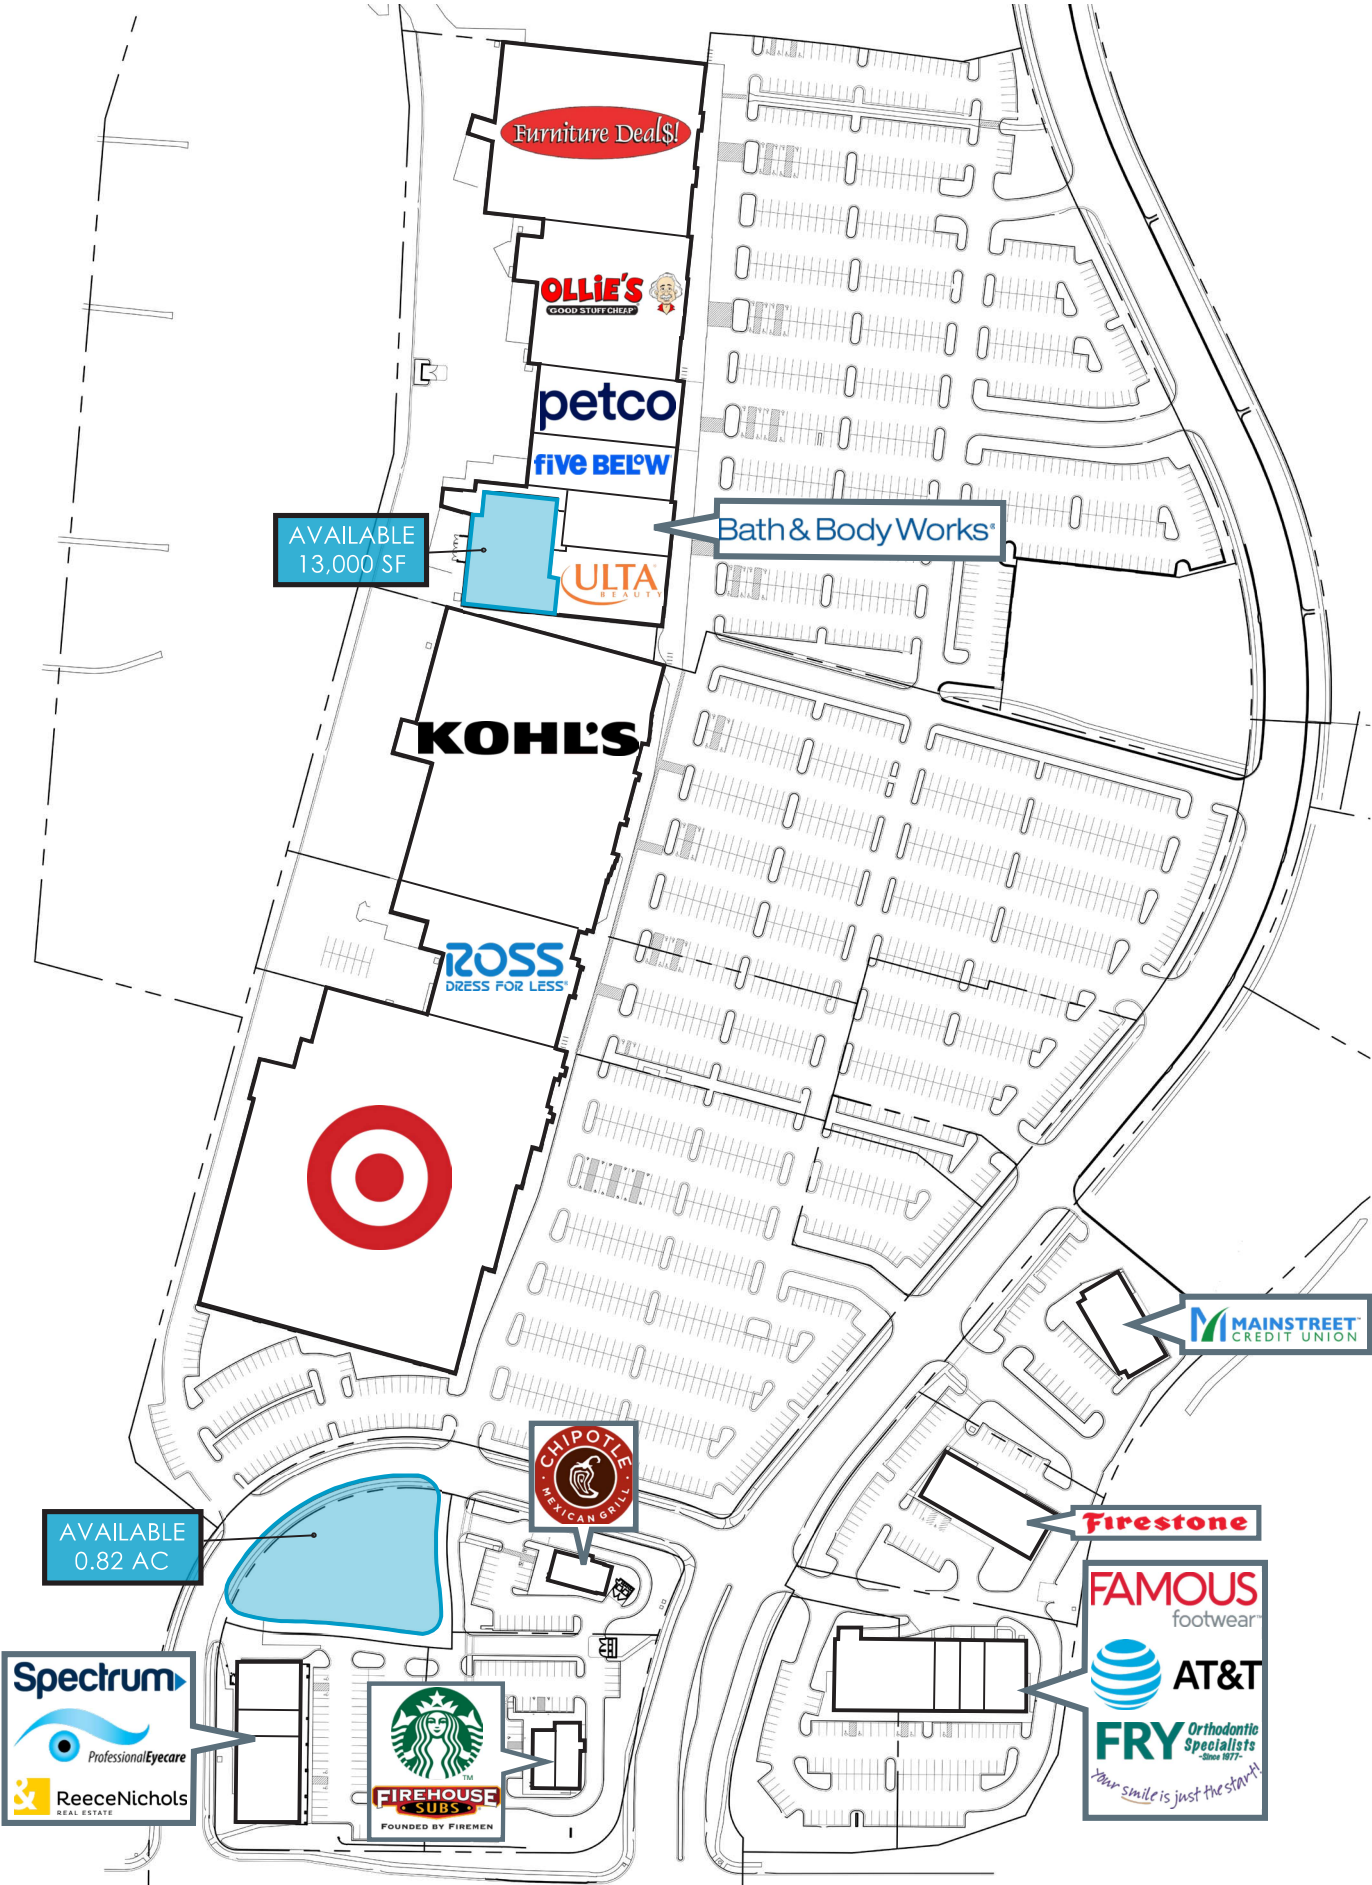 Furniture Deal$!
OLLiE'S
GOOD STUFF CHEAP
petco
fiVe BELOW
AVAILABLE
13,000 SF
Bath & Body Works®
ULTA
BEAUTY
KOHL'S
ROSS
DRESS FOR LESS®
MAINSTREET
CREDIT UNION
CHIPOTLE
MEXICAN GRILL
AVAILABLE
0.82 AC
Firestone
FAMOUS
footwear™
AT&T
FRY Orthodontic
Specialists
-Since 1977-
your smile is just the start!
Spectrum
Professional Eyecare
& ReeceNichols
REAL ESTATE
TM
FIREHOUSE
SUBS
FOUNDED BY FIREMEN